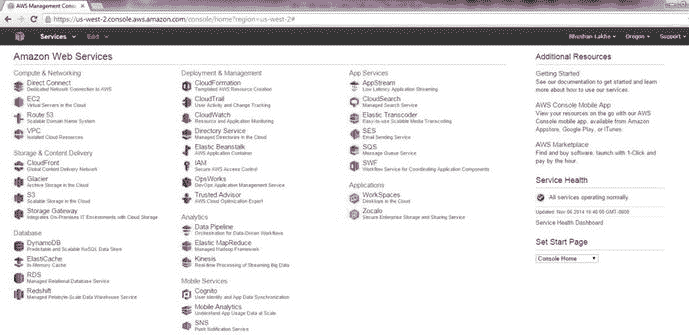 AWS Management Conso
https://us-west-2.console.aws.amazon.com/console/home?region=us-west-2#
Services
Edit
Bhushan Lakhe
Oregon
Support
Amazon Web Services
Compute & Networking
Direct Connect
Dedicated Network Connection to AWS
EC2
Virtual Servers in the Cloud
Route 53
Scalable Domain Name System
VPC
Isolated Cloud Resources
Storage & Content Delivery
CloudFront
Global Content Delivery Network
Glacier
Archive Storage in the Cloud
S3
Scalable Storage in the Cloud
Storage Gateway
Integrates On-Premises IT Environments with Cloud Storage
Database
DynamoDB
Predictable and Scalable NoSQL Data Store
ElastiCache
In-Memory Cache
RDS
Managed Relational Database Service
Redshift
Managed Petabyte-Scale Data Warehouse Service
Deployment & Management
CloudFormation
Templated AWS Resource Creation
CloudTrail
User Activity and Change Tracking
CloudWatch
Resource and Application Monitoring
Directory Service
Managed Directories in the Cloud
Elastic Beanstalk
AWS Application Container
IAM
Secure AWS Access Control
OpsWorks
DevOps Application Management Service
Trusted Advisor
AWS Cloud Optimization Expert
Analytics
Data Pipeline
Orchestration for Data-Driven Workflows
Elastic MapReduce
Managed Hadoop Framework
Kinesis
Real-time Processing of Streaming Big Data
Mobile Services
Cognito
User Identity and App Data Synchronization
Mobile Analytics
Understand App Usage Data at Scale
SNS
Push Notification Service
App Services
AppStream
Low Latency Application Streaming
CloudSearch
Managed Search Service
Elastic Transcoder
Easy-to-use Scalable Media Transcoding
SES
Email Sending Service
SQS
Message Queue Service
SWF
Workflow Service for Coordinating Application Components
Applications
WorkSpaces
Desktops in the Cloud
Zocalo
Secure Enterprise Storage and Sharing Service
Additional Resources
Getting Started
See our documentation to get started and learn
more about how to use our services.
AWS Console Mobile App
View your resources on the go with our AWS
Console mobile app, available from Amazon
Appstore, Google Play, or iTunes.
AWS Marketplace
Find and buy software, launch with 1-Click and
pay by the hour.
Service Health
All services operating normally
Updated: Nov 06 2014 16:48:00 GMT-0600
Service Health Dashboard
Set Start Page
Console Home